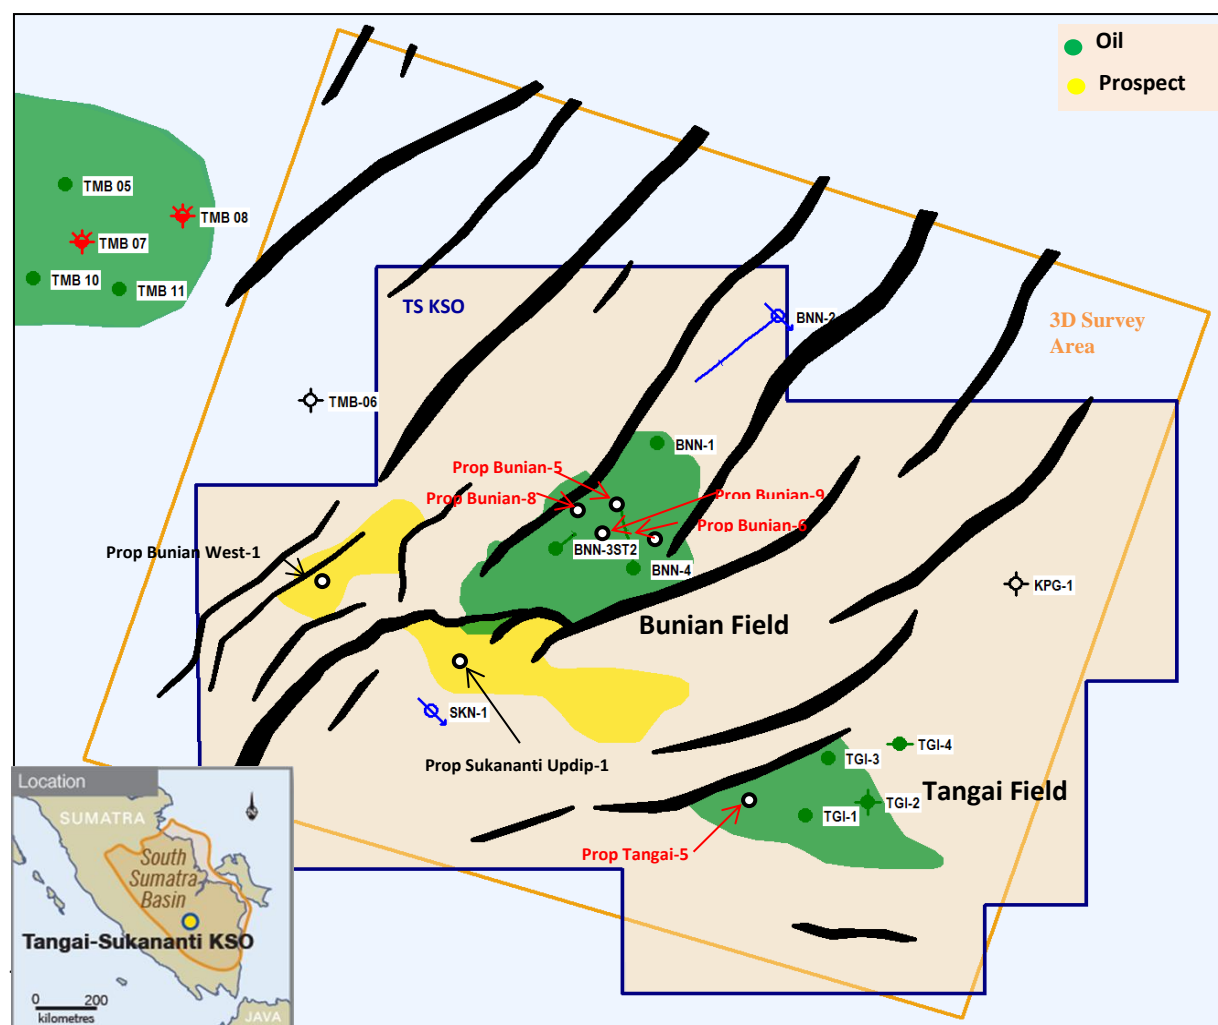 Oil
Prospect
TMB 05
TMB 08
TMB 07
TMB 10
TMB 11
TS KSO
BNN-2
3D Survey
Area
TMB-06
BNN-1
Prop Bunian-5
Prop Bunian-8
Prop Bunian-9
Prop Bunian-6
Prop Bunian West-1
BNN-3ST2
BNN-4
KPG-1
Bunian Field
SKN-1
Prop Sukananti Updip-1
TGI-4
TGI-3
Tangai Field
TGI-2
TGI-1
Prop Tangai-5
Location
SUMATRA
South
Sumatra
Basin
Tangai-Sukananti KSO
0 200
kilometres
JAVA